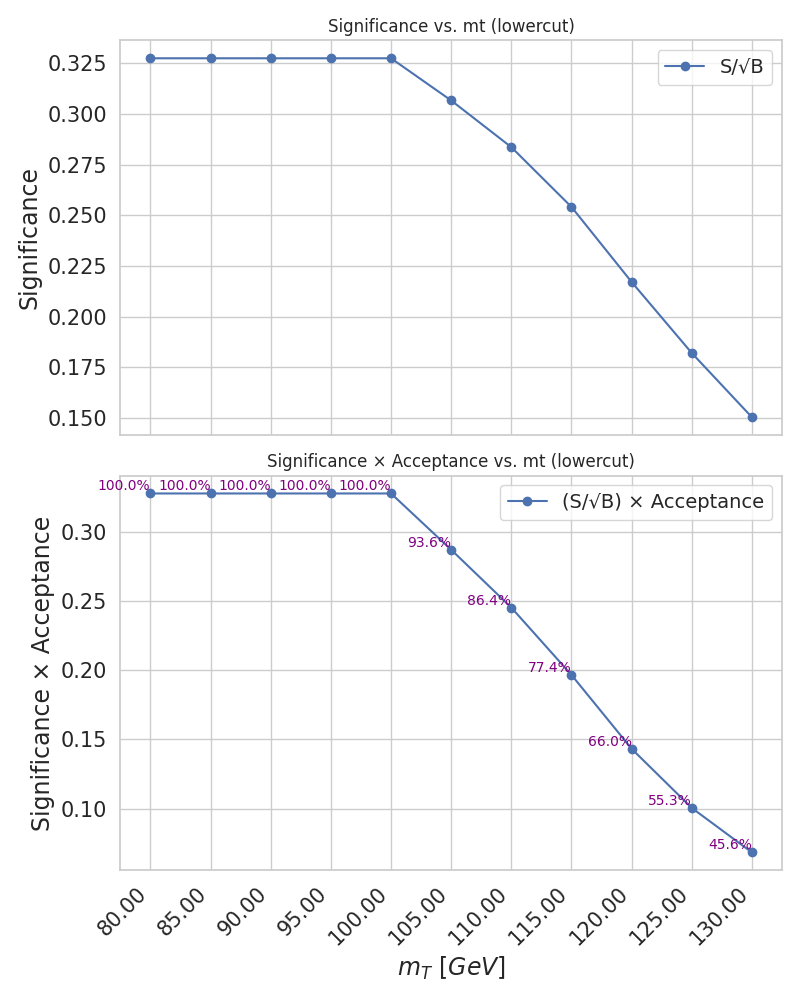 Significance vs. mt (lowercut)
S/√B
Significance
0.325
0.300
0.275
0.250
0.225
0.200
0.175
0.150
Significance × Acceptance vs. mt (lowercut)
(S/√B) × Acceptance
Significance × Acceptance
0.30
0.25
0.20
0.15
0.10
100.0% 100.0% 100.0% 100.0% 100.0%
93.6%
86.4%
77.4%
66.0%
55.3%
45.6%
80.00 85.00 90.00 95.00 100.00 105.00 110.00 115.00 120.00 125.00 130.00
m_T [GeV]